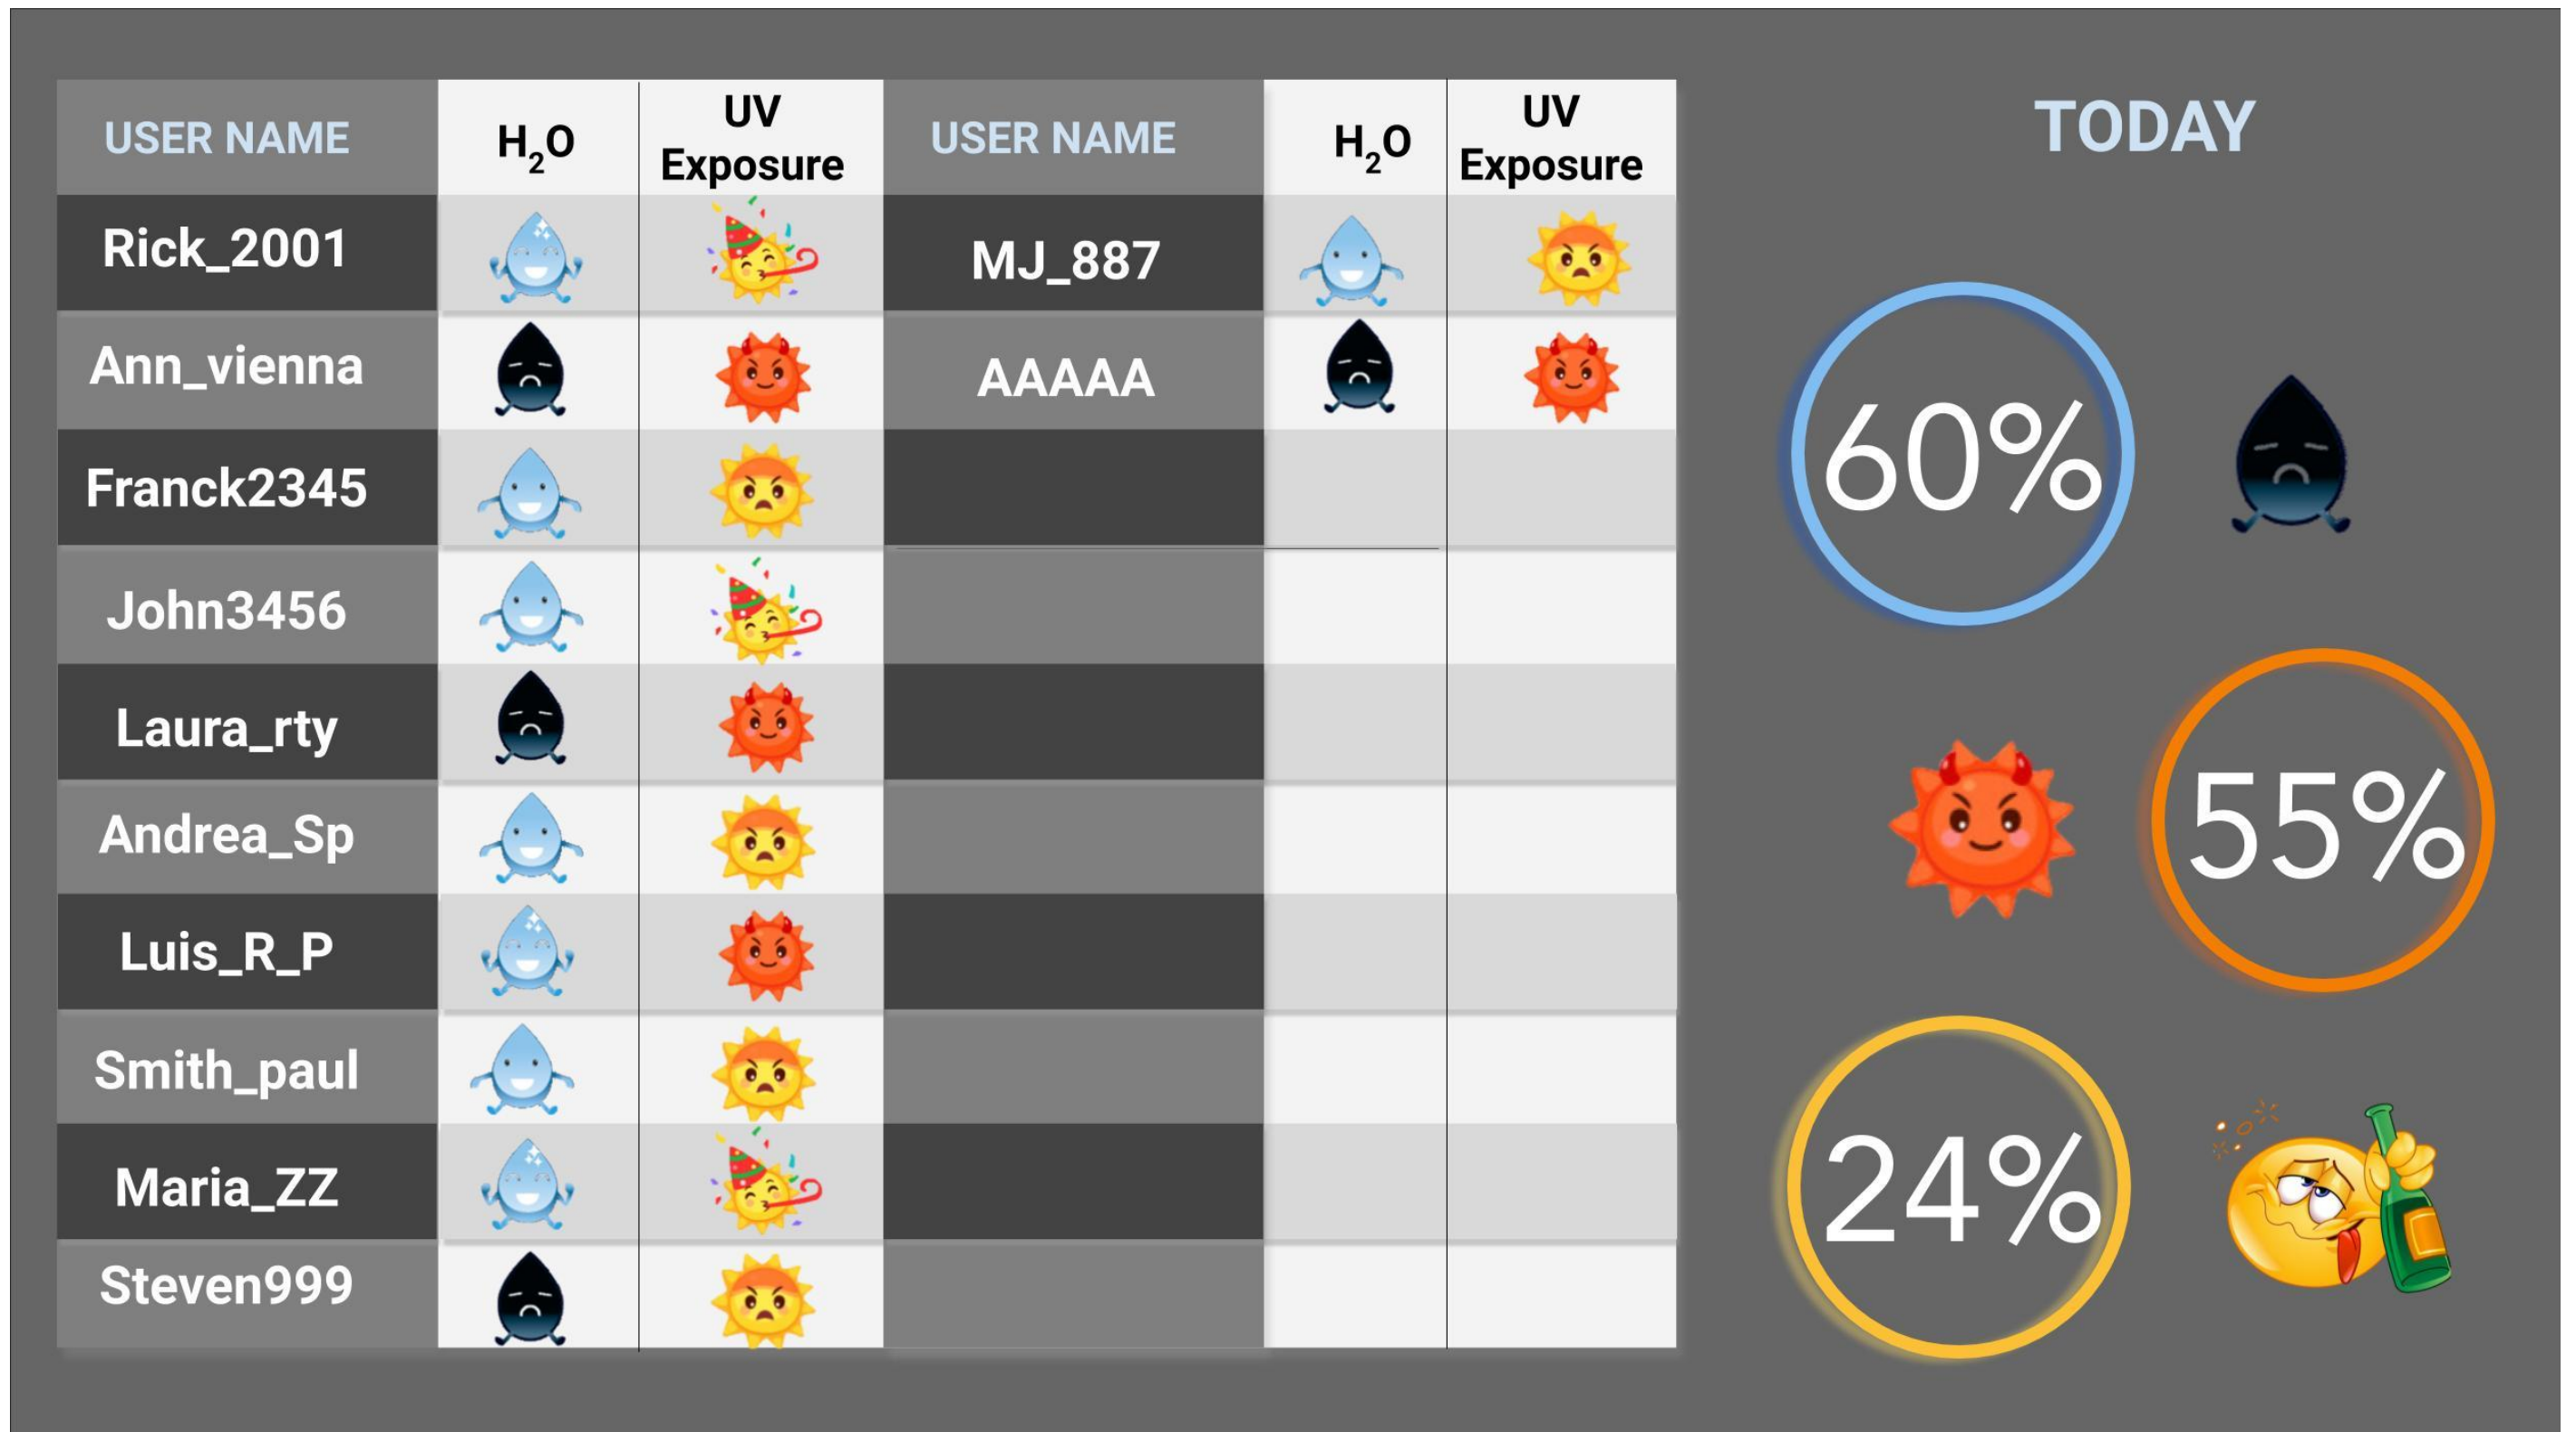 USER NAME H₂O UV Exposure USER NAME H₂O UV Exposure
TODAY
Rick_2001 MJ_887
Ann_vienna AAAAA
Franck2345
John3456
Laura_rty
Andrea_Sp
Luis_R_P
Smith_paul
Maria_ZZ
Steven999
60%
55%
24%